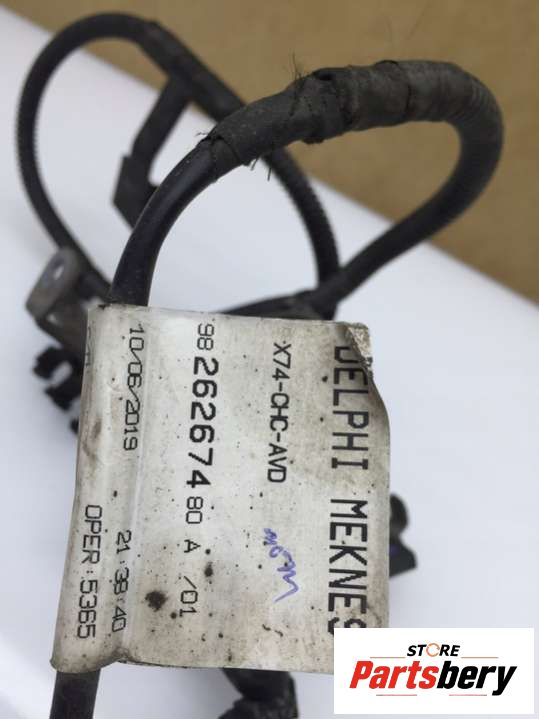 DELPHI MEKNES
X74-CHC-AVD
98 262674 80 A /01
10/06/2019 21:38:40
OPER:5365
STORE
Partsbery